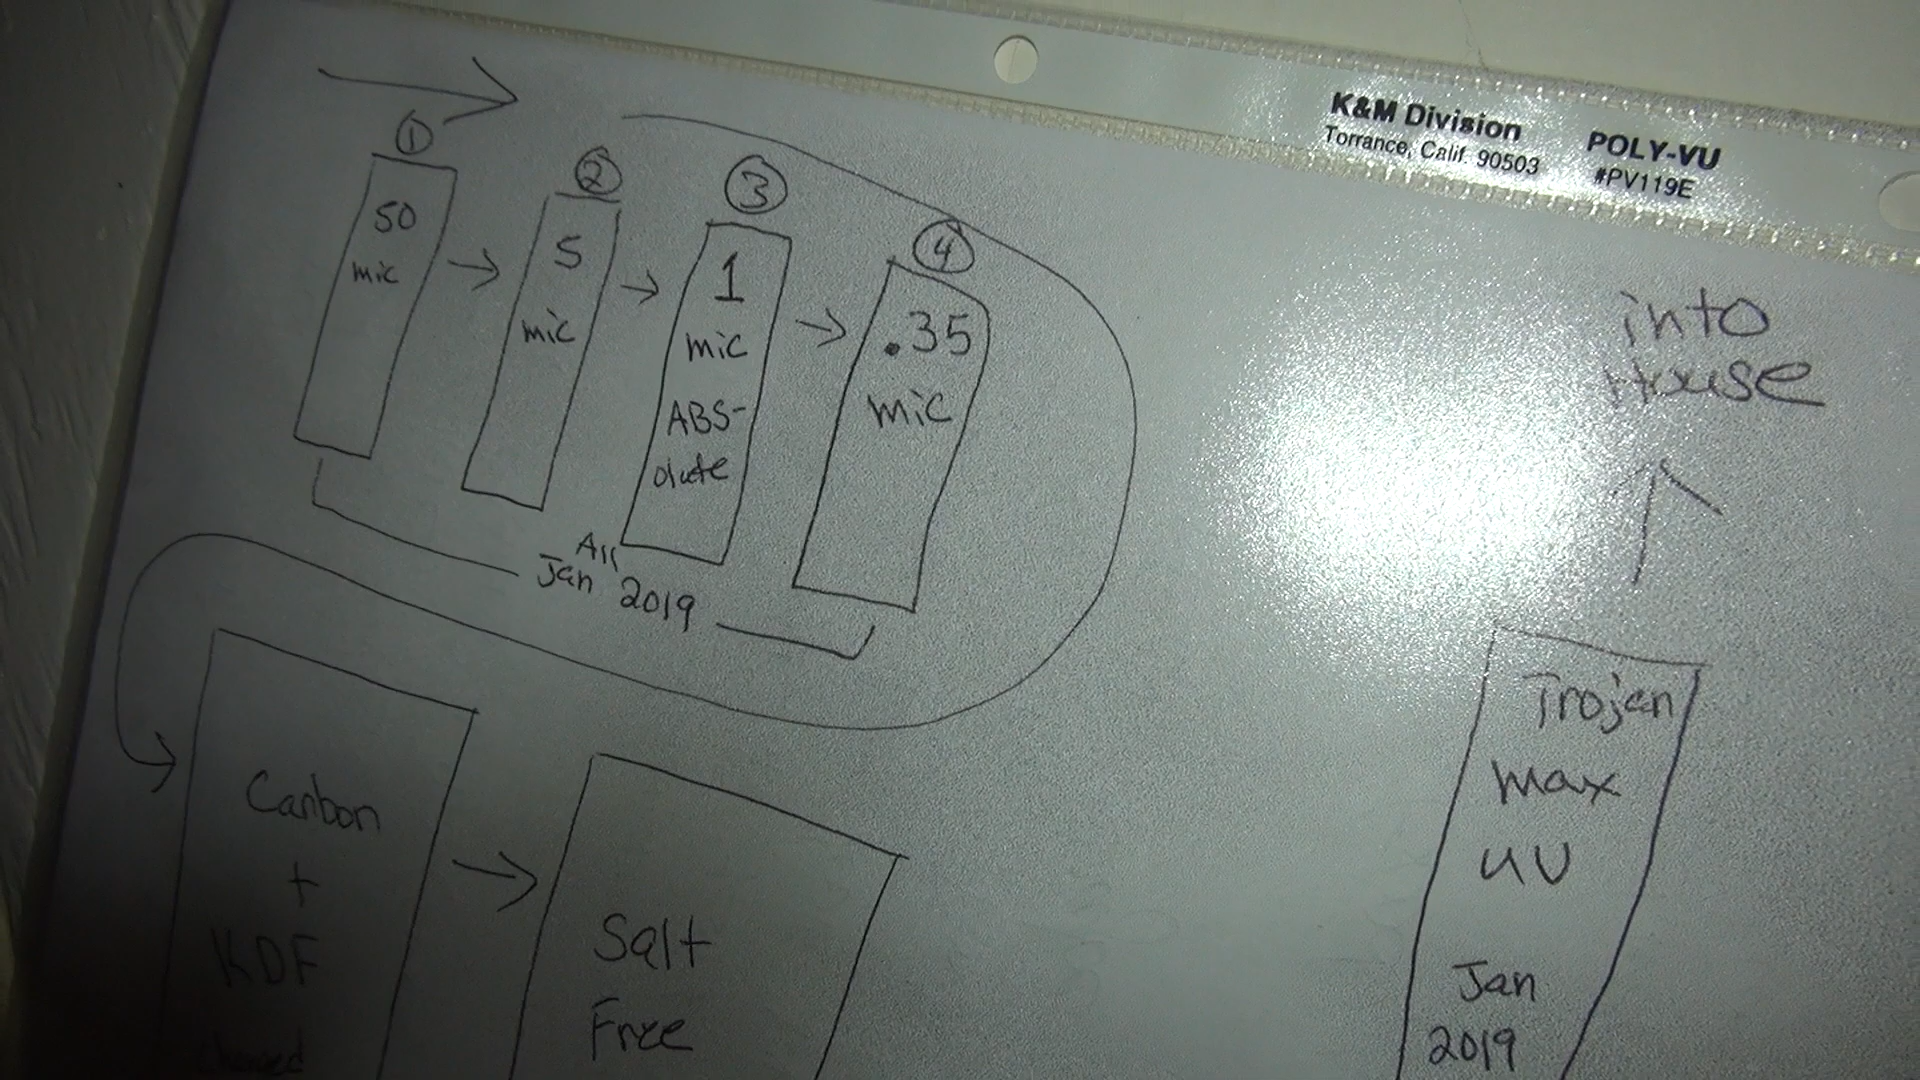 K&M Division
Torrance, Calif. 90503
POLY-VU
#PV119E
1
50
mic
2
5
mic
3
1
mic
ABS-
olute
4
.35
mic
All
Jan 2019
into
House
Carbon
+
KDF
changed
Salt
Free
Trojan
max
UV
Jan
2019